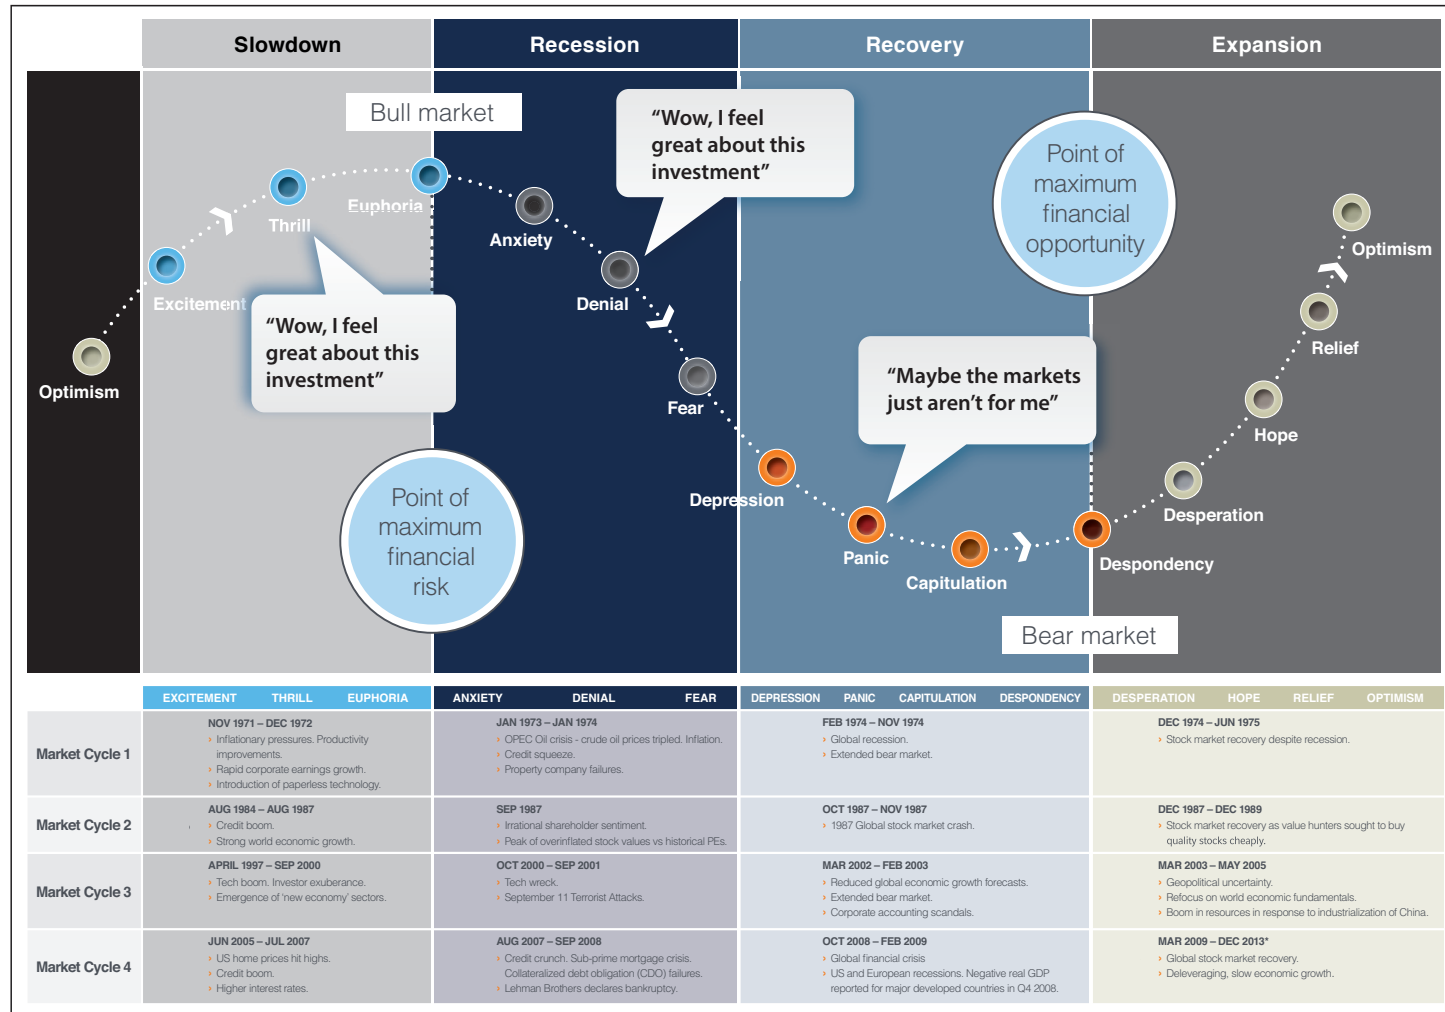 Slowdown
Recession
Recovery
Expansion
Bull market
“Wow, I feel
great about this
investment”
Point of
maximum
financial
opportunity
Thrill
Euphoria
Anxiety
Optimism
Excitement
Denial
“Wow, I feel
great about this
investment”
Relief
Optimism
“Maybe the markets
just aren’t for me”
Fear
Hope
Point of
maximum
financial
risk
Depression
Desperation
Panic
Despondency
Capitulation
Bear market
EXCITEMENT THRILL EUPHORIA
ANXIETY DENIAL FEAR
DEPRESSION PANIC CAPITULATION DESPONDENCY
DESPERATION HOPE RELIEF OPTIMISM
Market Cycle 1
NOV 1971 – DEC 1972
› Inflationary pressures. Productivity
improvements.
› Rapid corporate earnings growth.
› Introduction of paperless technology.
JAN 1973 – JAN 1974
› OPEC Oil crisis - crude oil prices tripled. Inflation.
› Credit squeeze.
› Property company failures.
FEB 1974 – NOV 1974
› Global recession.
› Extended bear market.
DEC 1974 – JUN 1975
› Stock market recovery despite recession.
Market Cycle 2
AUG 1984 – AUG 1987
› Credit boom.
› Strong world economic growth.
SEP 1987
› Irrational shareholder sentiment.
› Peak of overinflated stock values vs historical PEs.
OCT 1987 – NOV 1987
› 1987 Global stock market crash.
DEC 1987 – DEC 1989
› Stock market recovery as value hunters sought to buy
quality stocks cheaply.
Market Cycle 3
APRIL 1997 – SEP 2000
› Tech boom. Investor exuberance.
› Emergence of ‘new economy’ sectors.
OCT 2000 – SEP 2001
› Tech wreck.
› September 11 Terrorist Attacks.
MAR 2002 – FEB 2003
› Reduced global economic growth forecasts.
› Extended bear market.
› Corporate accounting scandals.
MAR 2003 – MAY 2005
› Geopolitical uncertainty.
› Refocus on world economic fundamentals.
› Boom in resources in response to industrialization of China.
Market Cycle 4
JUN 2005 – JUL 2007
› US home prices hit highs.
› Credit boom.
› Higher interest rates.
AUG 2007 – SEP 2008
› Credit crunch. Sub-prime mortgage crisis.
Collateralized debt obligation (CDO) failures.
› Lehman Brothers declares bankruptcy.
OCT 2008 – FEB 2009
› Global financial crisis
› US and European recessions. Negative real GDP
reported for major developed countries in Q4 2008.
MAR 2009 – DEC 2013*
› Global stock market recovery.
› Deleveraging, slow economic growth.